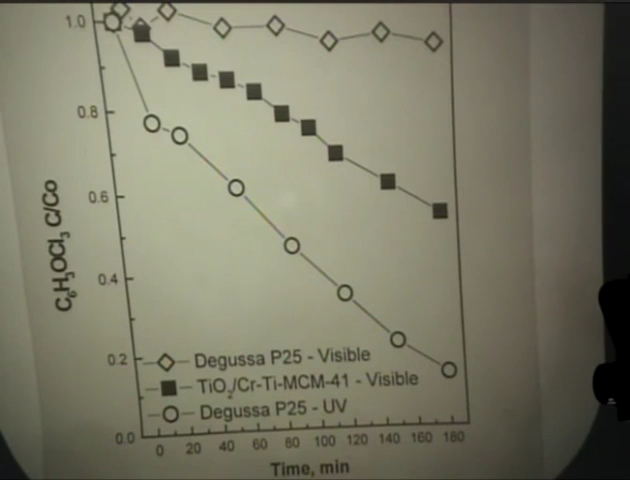 1.0
0.8
0.6
0.4
0.2
0.0
C6H3OCl3 C/Co
Degussa P25 - Visible
TiO2/Cr-Ti-MCM-41 - Visible
Degussa P25 - UV
0 20 40 60 80 100 120 140 160 180
Time, min